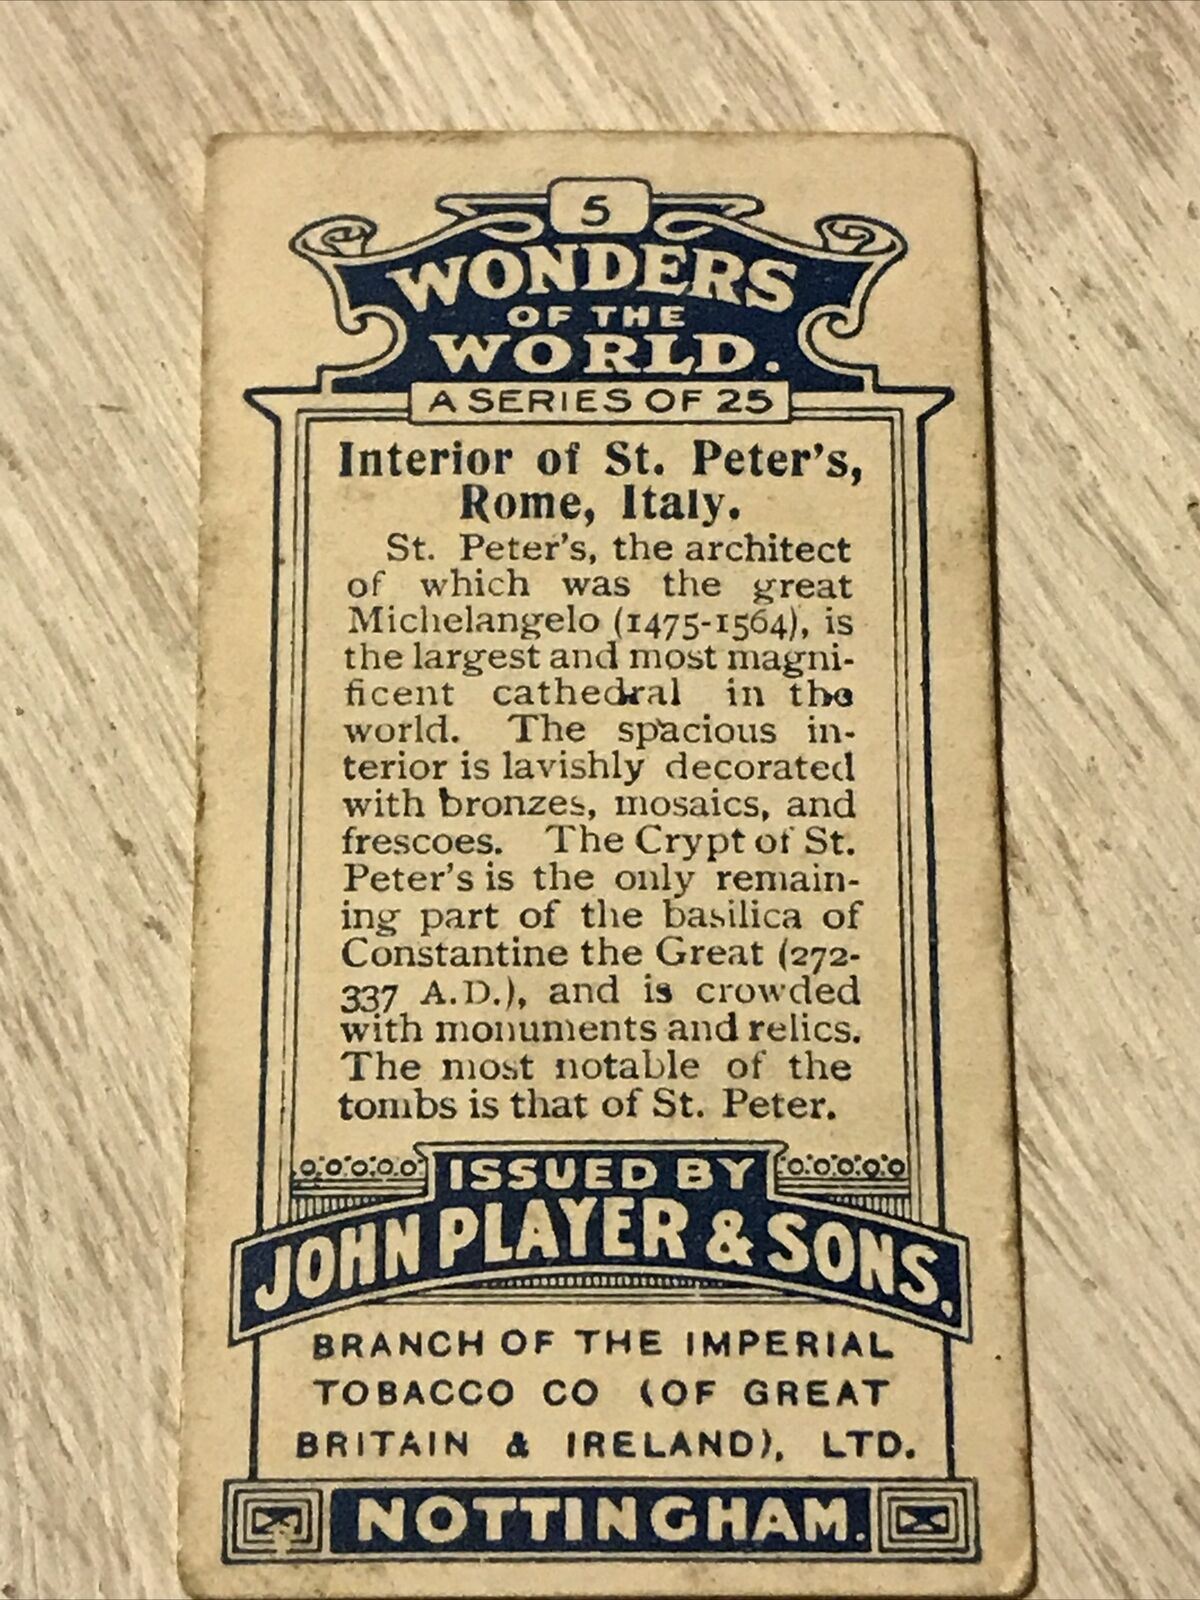 5
WONDERS
OF THE
WORLD.
A SERIES OF 25
Interior of St. Peter's,
Rome, Italy.
St. Peter's, the architect
of which was the great
Michelangelo (1475-1564), is
the largest and most magni-
ficent cathedral in the
world. The spacious in-
terior is lavishly decorated
with bronzes, mosaics, and
frescoes. The Crypt of St.
Peter's is the only remain-
ing part of the basilica of
Constantine the Great (272-
337 A.D.), and is crowded
with monuments and relics.
The most notable of the
tombs is that of St. Peter.
ISSUED BY
JOHN PLAYER & SONS.
BRANCH OF THE IMPERIAL
TOBACCO CO (OF GREAT
BRITAIN & IRELAND), LTD.
NOTTINGHAM.